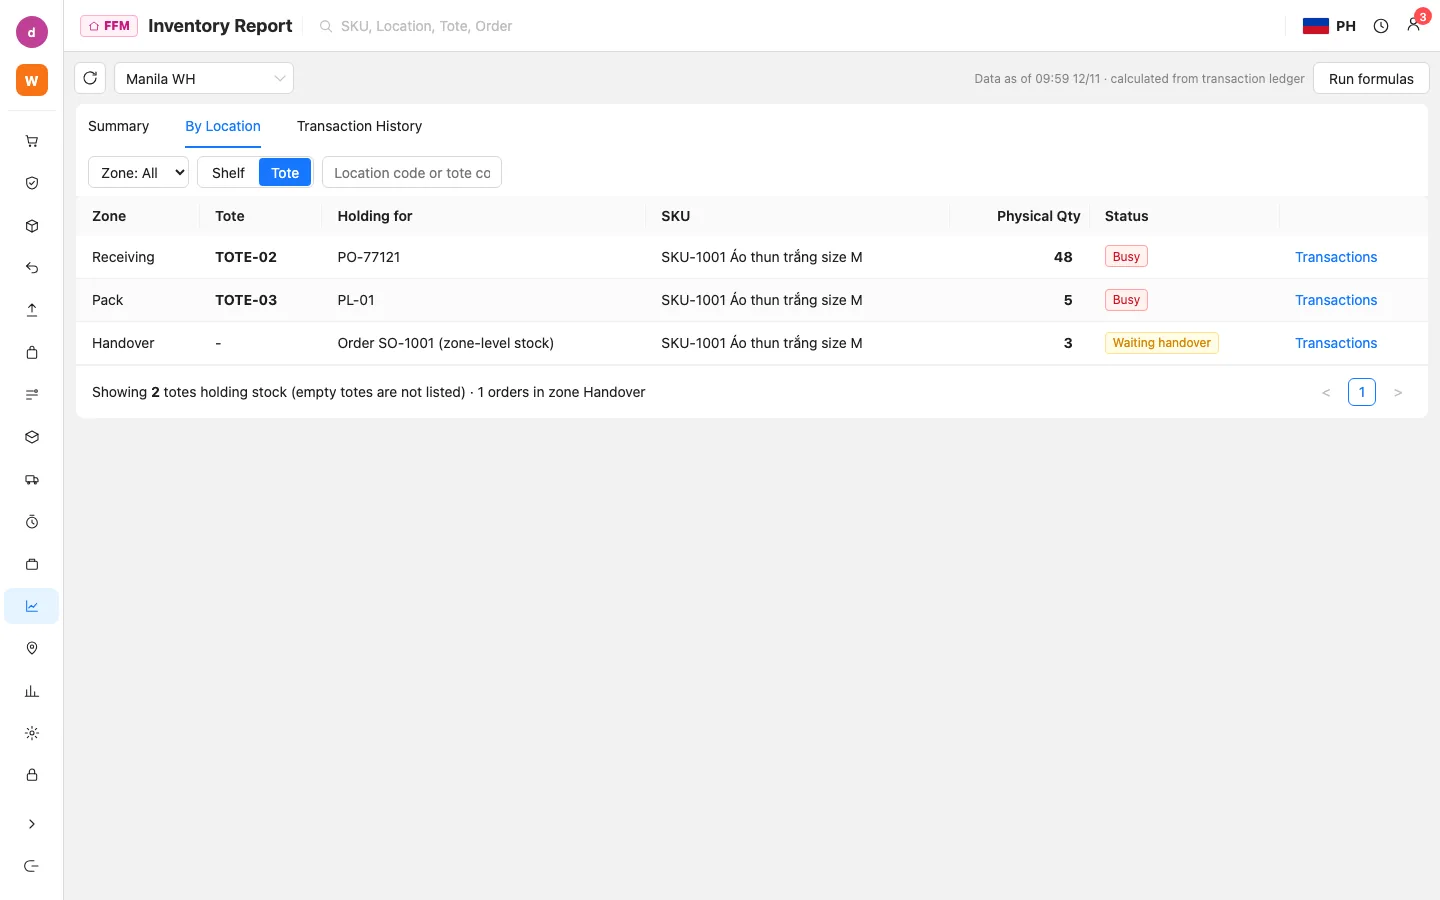 d
FFM Inventory Report SKU, Location, Tote, Order PH 3
W
Manila WH Data as of 09:59 12/11 · calculated from transaction ledger Run formulas
Summary By Location Transaction History
Zone: All Shelf Tote Location code or tote co
Zone Tote Holding for SKU Physical Qty Status
Receiving TOTE-02 PO-77121 SKU-1001 Áo thun trắng size M 48 Busy Transactions
Pack TOTE-03 PL-01 SKU-1001 Áo thun trắng size M 5 Busy Transactions
Handover - Order SO-1001 (zone-level stock) SKU-1001 Áo thun trắng size M 3 Waiting handover Transactions
Showing 2 totes holding stock (empty totes are not listed) · 1 orders in zone Handover < 1 >